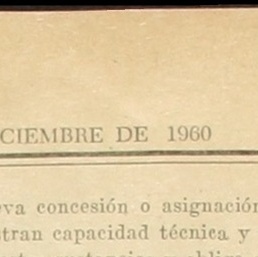 CIEMBRE DE 1960
va concesión o asignación
tran capacidad técnica y